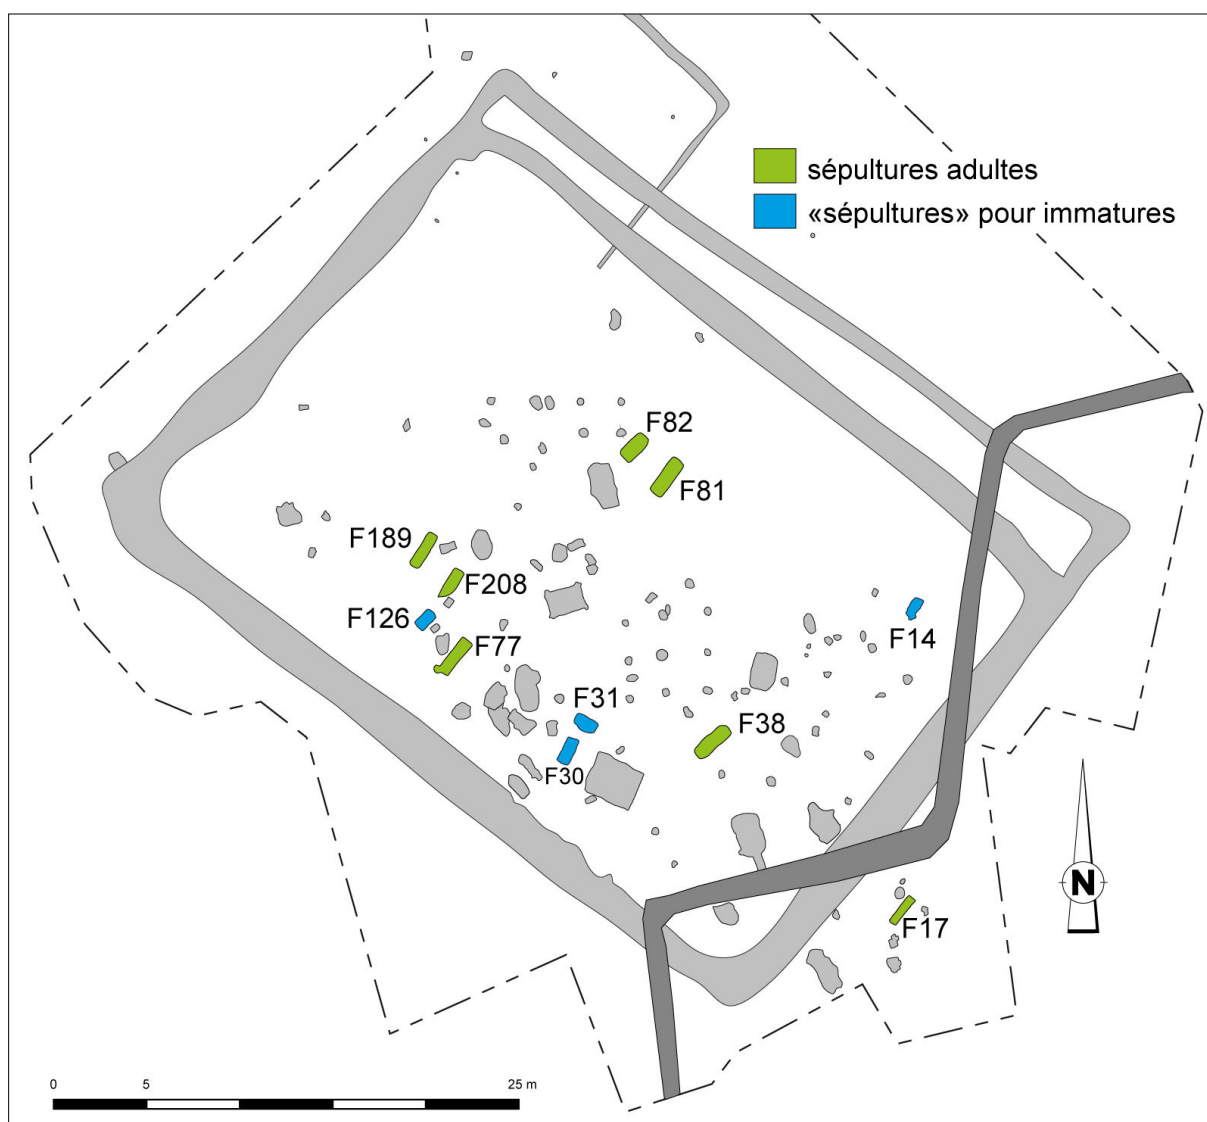 sépultures adultes
«sépultures» pour immatures
F82
F81
F189
F208
F126
F77
F14
F31
F38
F30
N
F17
0 5 25 m